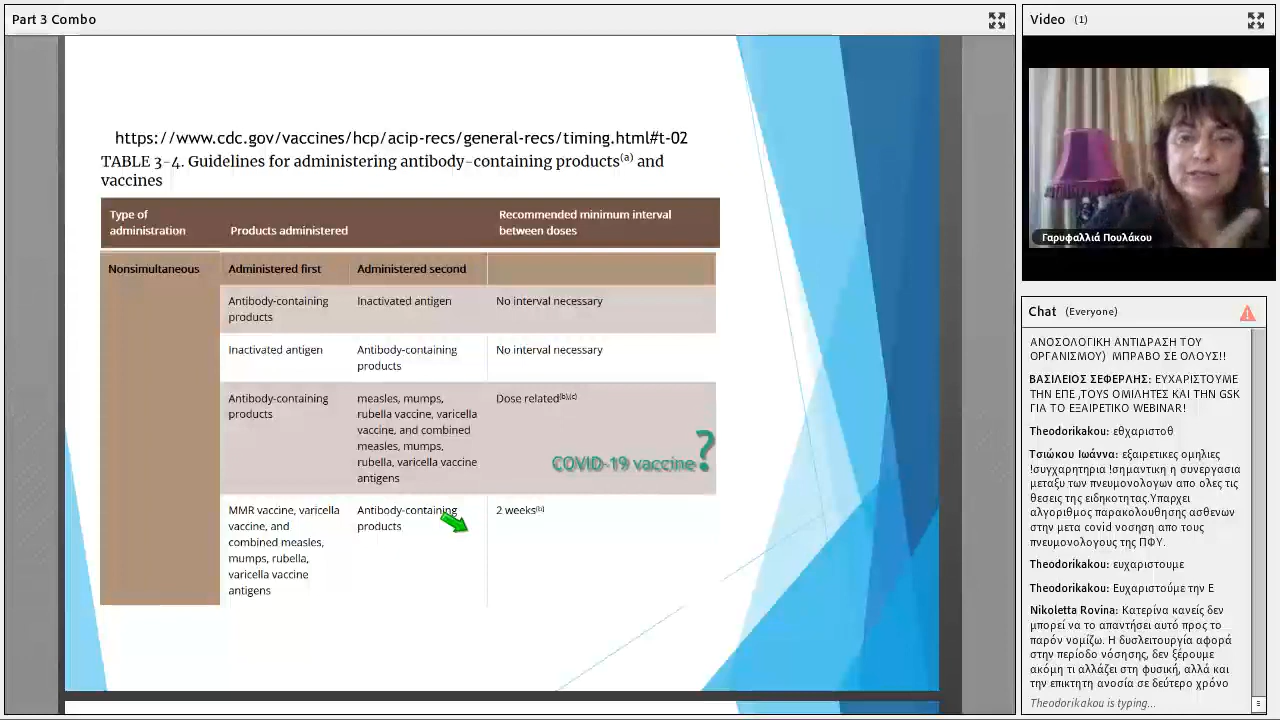 Part 3 Combo
https://www.cdc.gov/vaccines/hcp/acip-recs/general-recs/timing.html#t-02
TABLE 3-4. Guidelines for administering antibody-containing products(a) and
vaccines
Type of
administration
Products administered
Recommended minimum interval
between doses
Nonsimultaneous
Administered first
Administered second
Antibody-containing
products
Inactivated antigen
No interval necessary
Inactivated antigen
Antibody-containing
products
No interval necessary
Antibody-containing
products
measles, mumps,
rubella vaccine, varicella
vaccine, and combined
measles, mumps,
rubella, varicella vaccine
antigens
Dose related(b),(c)
COVID-19 vaccine?
MMR vaccine, varicella
vaccine, and
combined measles,
mumps, rubella,
varicella vaccine
antigens
Antibody-containing
products
2 weeks(b)
Video (1)
Γαρυφαλλιά Πουλάκου
Chat (Everyone)
ΑΝΟΣΟΛΟΓΙΚΗ ΑΝΤΙΔΡΑΣΗ ΤΟΥ
ΟΡΓΑΝΙΣΜΟΥ) ΜΠΡΑΒΟ ΣΕ ΟΛΟΥΣ!!
ΒΑΣΙΛΕΙΟΣ ΣΕΦΕΡΛΗΣ: ΕΥΧΑΡΙΣΤΟΥΜΕ
ΤΗΝ ΕΠΕ ,ΤΟΥΣ ΟΜΙΛΗΤΕΣ ΚΑΙ ΤΗΝ GSK
ΓΙΑ ΤΟ ΕΞΑΙΡΕΤΙΚΟ WEBINAR!
Theodorikakou: εθχαριστοθ
Τσιώκου Ιωάννα: εξαιρετικες ομηλιες
!συγχαρητηρια !σημαντικη η συνεργασια
μεταξυ των πνευμονολογων απο ολες τις
θεσεις της ειδηκοτητας.Υπαρχει
αλγοριθμος παρακολουθησης ασθενων
στην μετα covid νοσηση απο τους
πνευμονολογους της ΠΦΥ.
Theodorikakou: ευχαριστουμε
Theodorikakou: Ευχαριστούμε την Ε
Nikoletta Rovina: Κατερίνα κανείς δεν
μπορεί να το απαντήσει αυτό προς το
παρόν νομίζω. Η δυσλειτουργία αφορά
στην περίοδο νόσησης, δεν ξέρουμε
ακόμη τι αλλάζει στη φυσική, αλλά και
την επικτητη ανοσία σε δεύτερο χρόνο
Theodorikakou is typing...